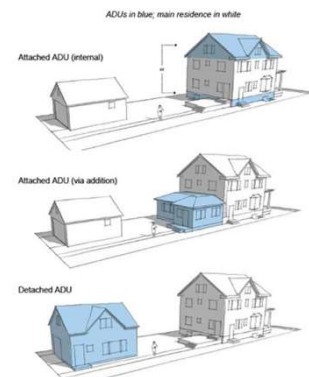 ADUs in blue; main residence in white
Attached ADU (internal)
Attached ADU (via addition)
Detached ADU